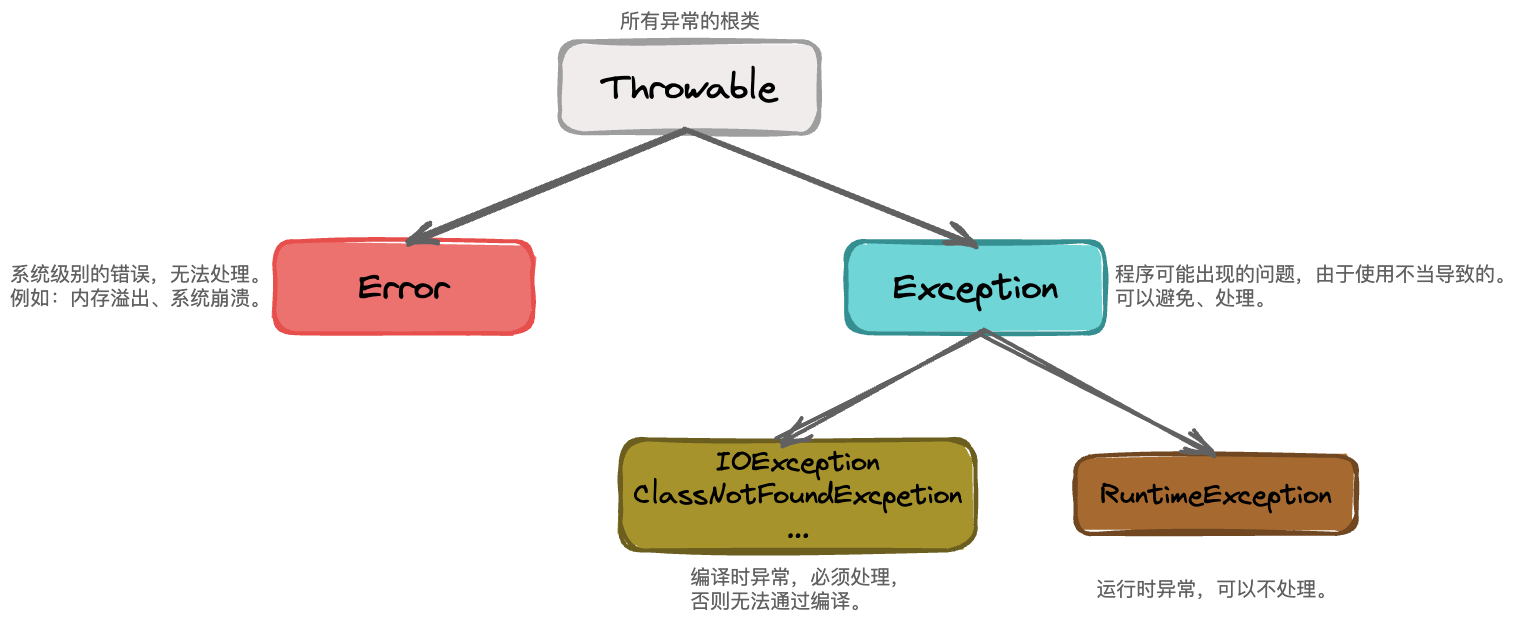 所有异常的根类
Throwable
系统级别的错误，无法处理。
例如：内存溢出、系统崩溃。
Error
Exception
程序可能出现的问题，由于使用不当导致的。
可以避免、处理。
IOException
ClassNotFoundExcpetion
...
RuntimeException
编译时异常，必须处理，
否则无法通过编译。
运行时异常，可以不处理。